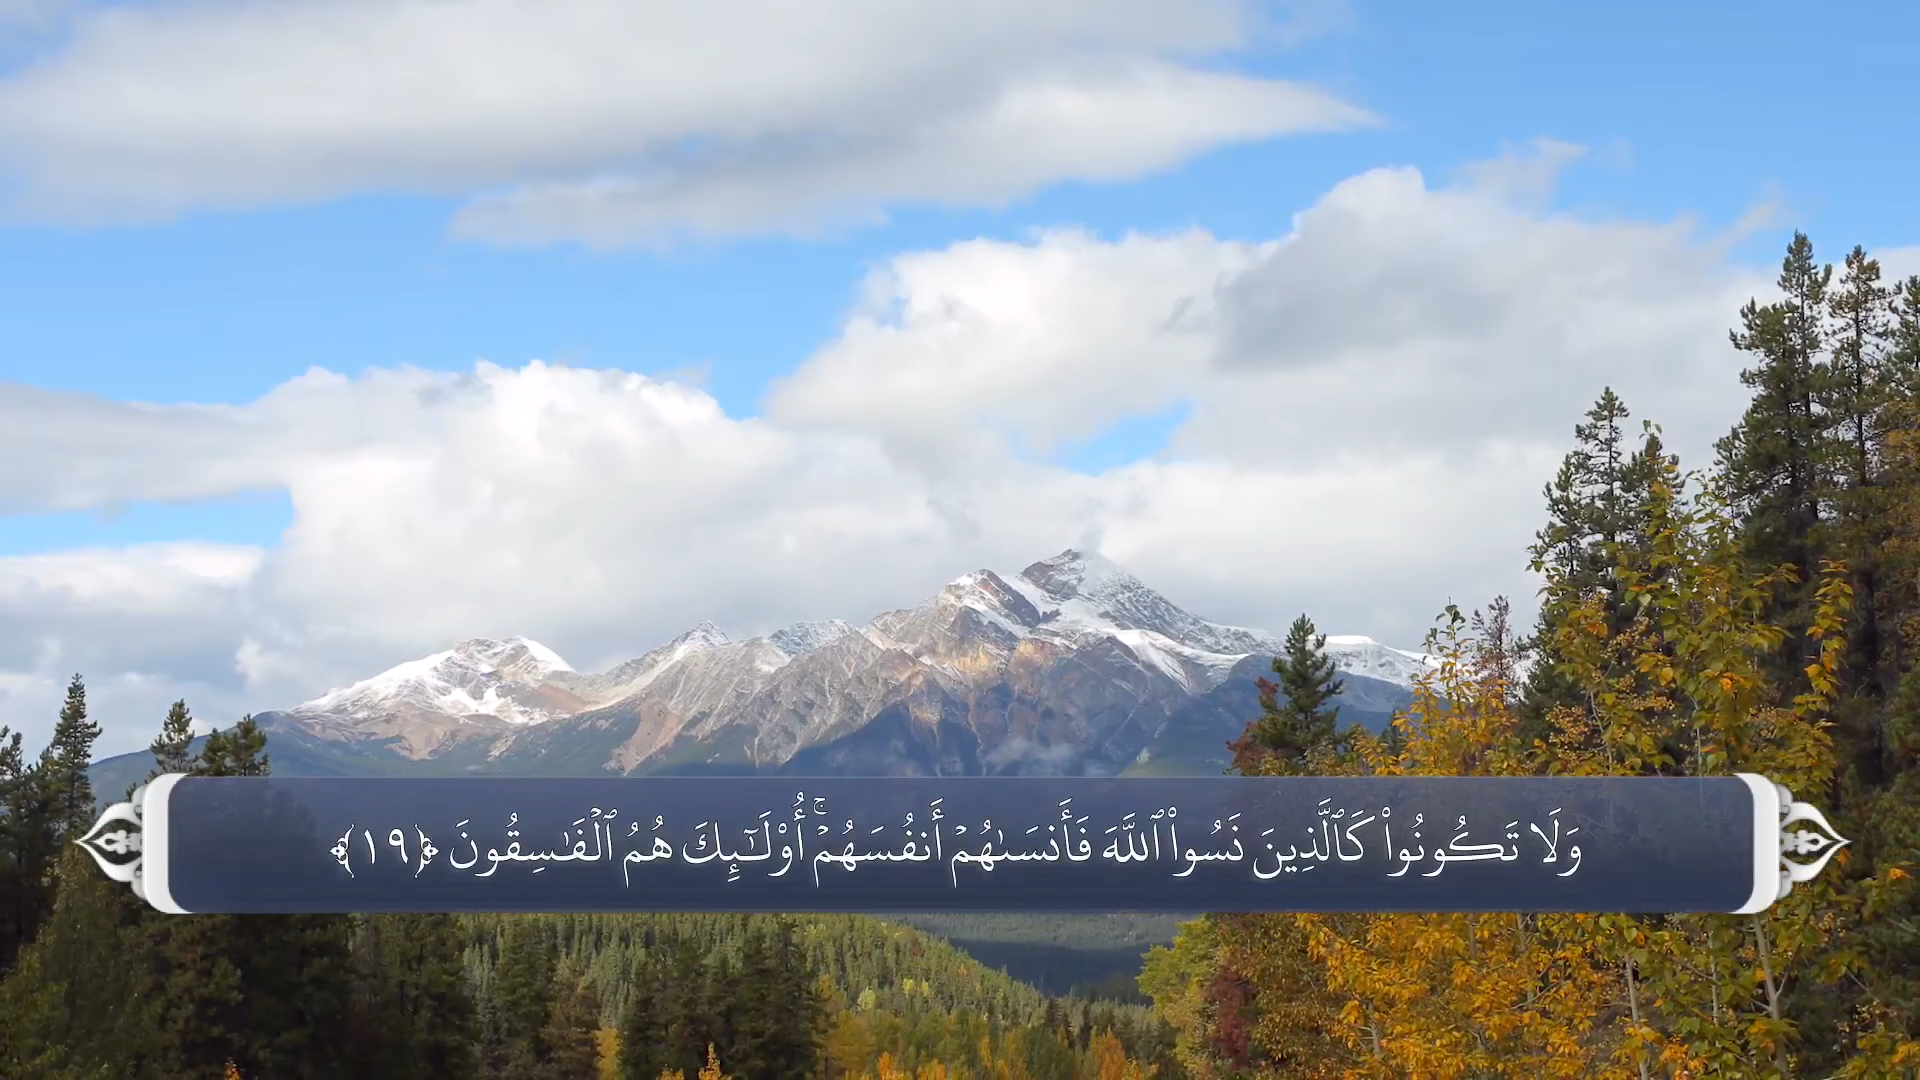 وَلَا تَكُونُوا۟ كَٱلَّذِينَ نَسُوا۟ ٱللَّهَ فَأَنسَىٰهُمۡ أَنفُسَهُمۡۚ أُو۟لَـٰۤىِٕكَ هُمُ ٱلۡفَـٰسِقُونَ ﴿١٩﴾